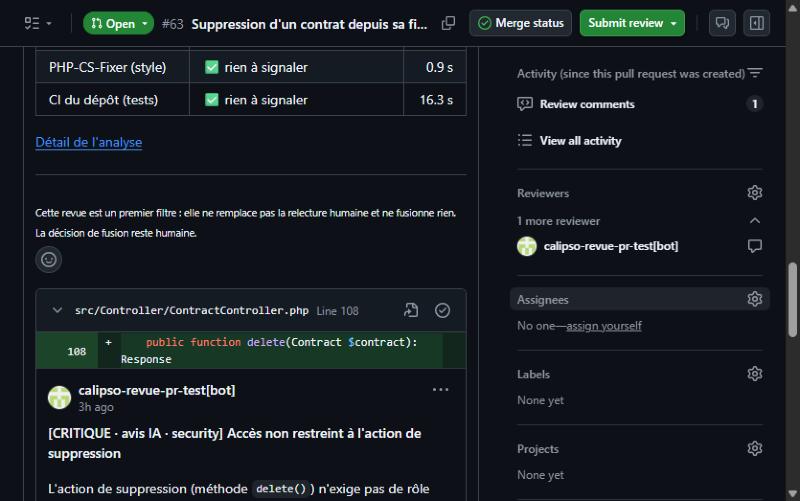 Open
#63 Suppression d'un contrat depuis sa fi...
Merge status
Submit review
PHP-CS-Fixer (style) rien à signaler 0.9 s
CI du dépôt (tests) rien à signaler 16.3 s
Détail de l'analyse
Cette revue est un premier filtre : elle ne remplace pas la relecture humaine et ne fusionne rien.
La décision de fusion reste humaine.
src/Controller/ContractController.php Line 108
108 + public function delete(Contract $contract):
Response
calipso-revue-pr-test[bot]
3h ago
[CRITIQUE · avis IA · security] Accès non restreint à l'action de
suppression
L'action de suppression (méthode delete()) n'exige pas de rôle
Activity (since this pull request was created)
Review comments 1
View all activity
Reviewers
1 more reviewer
calipso-revue-pr-test[bot]
Assignees
No one—assign yourself
Labels
None yet
Projects
None yet